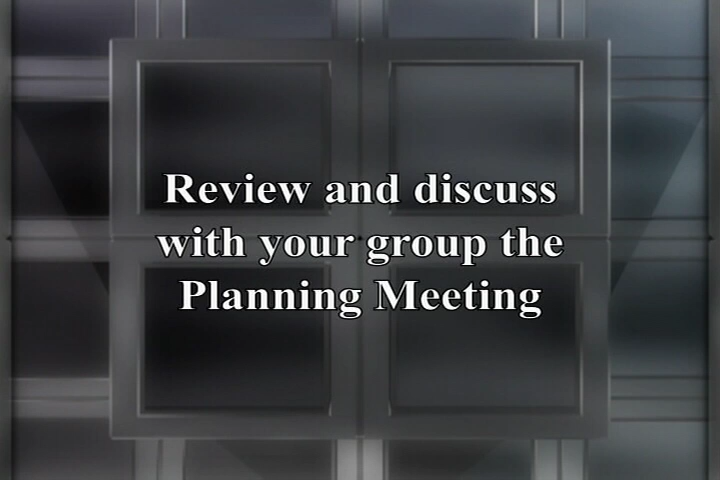 Review and discuss
with your group the
Planning Meeting